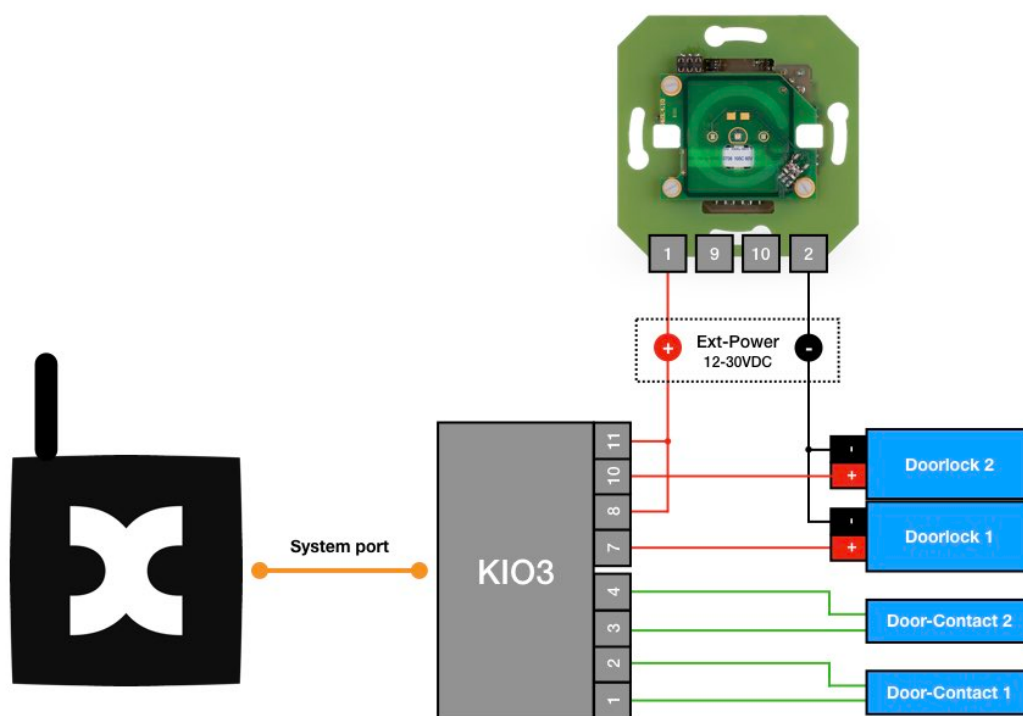 1 9 10 2
+ Ext-Power -
12-30VDC
11
10
8
7
4
3
2
1
KIO3
System port
-
+
Doorlock 2
-
+
Doorlock 1
Door-Contact 2
Door-Contact 1